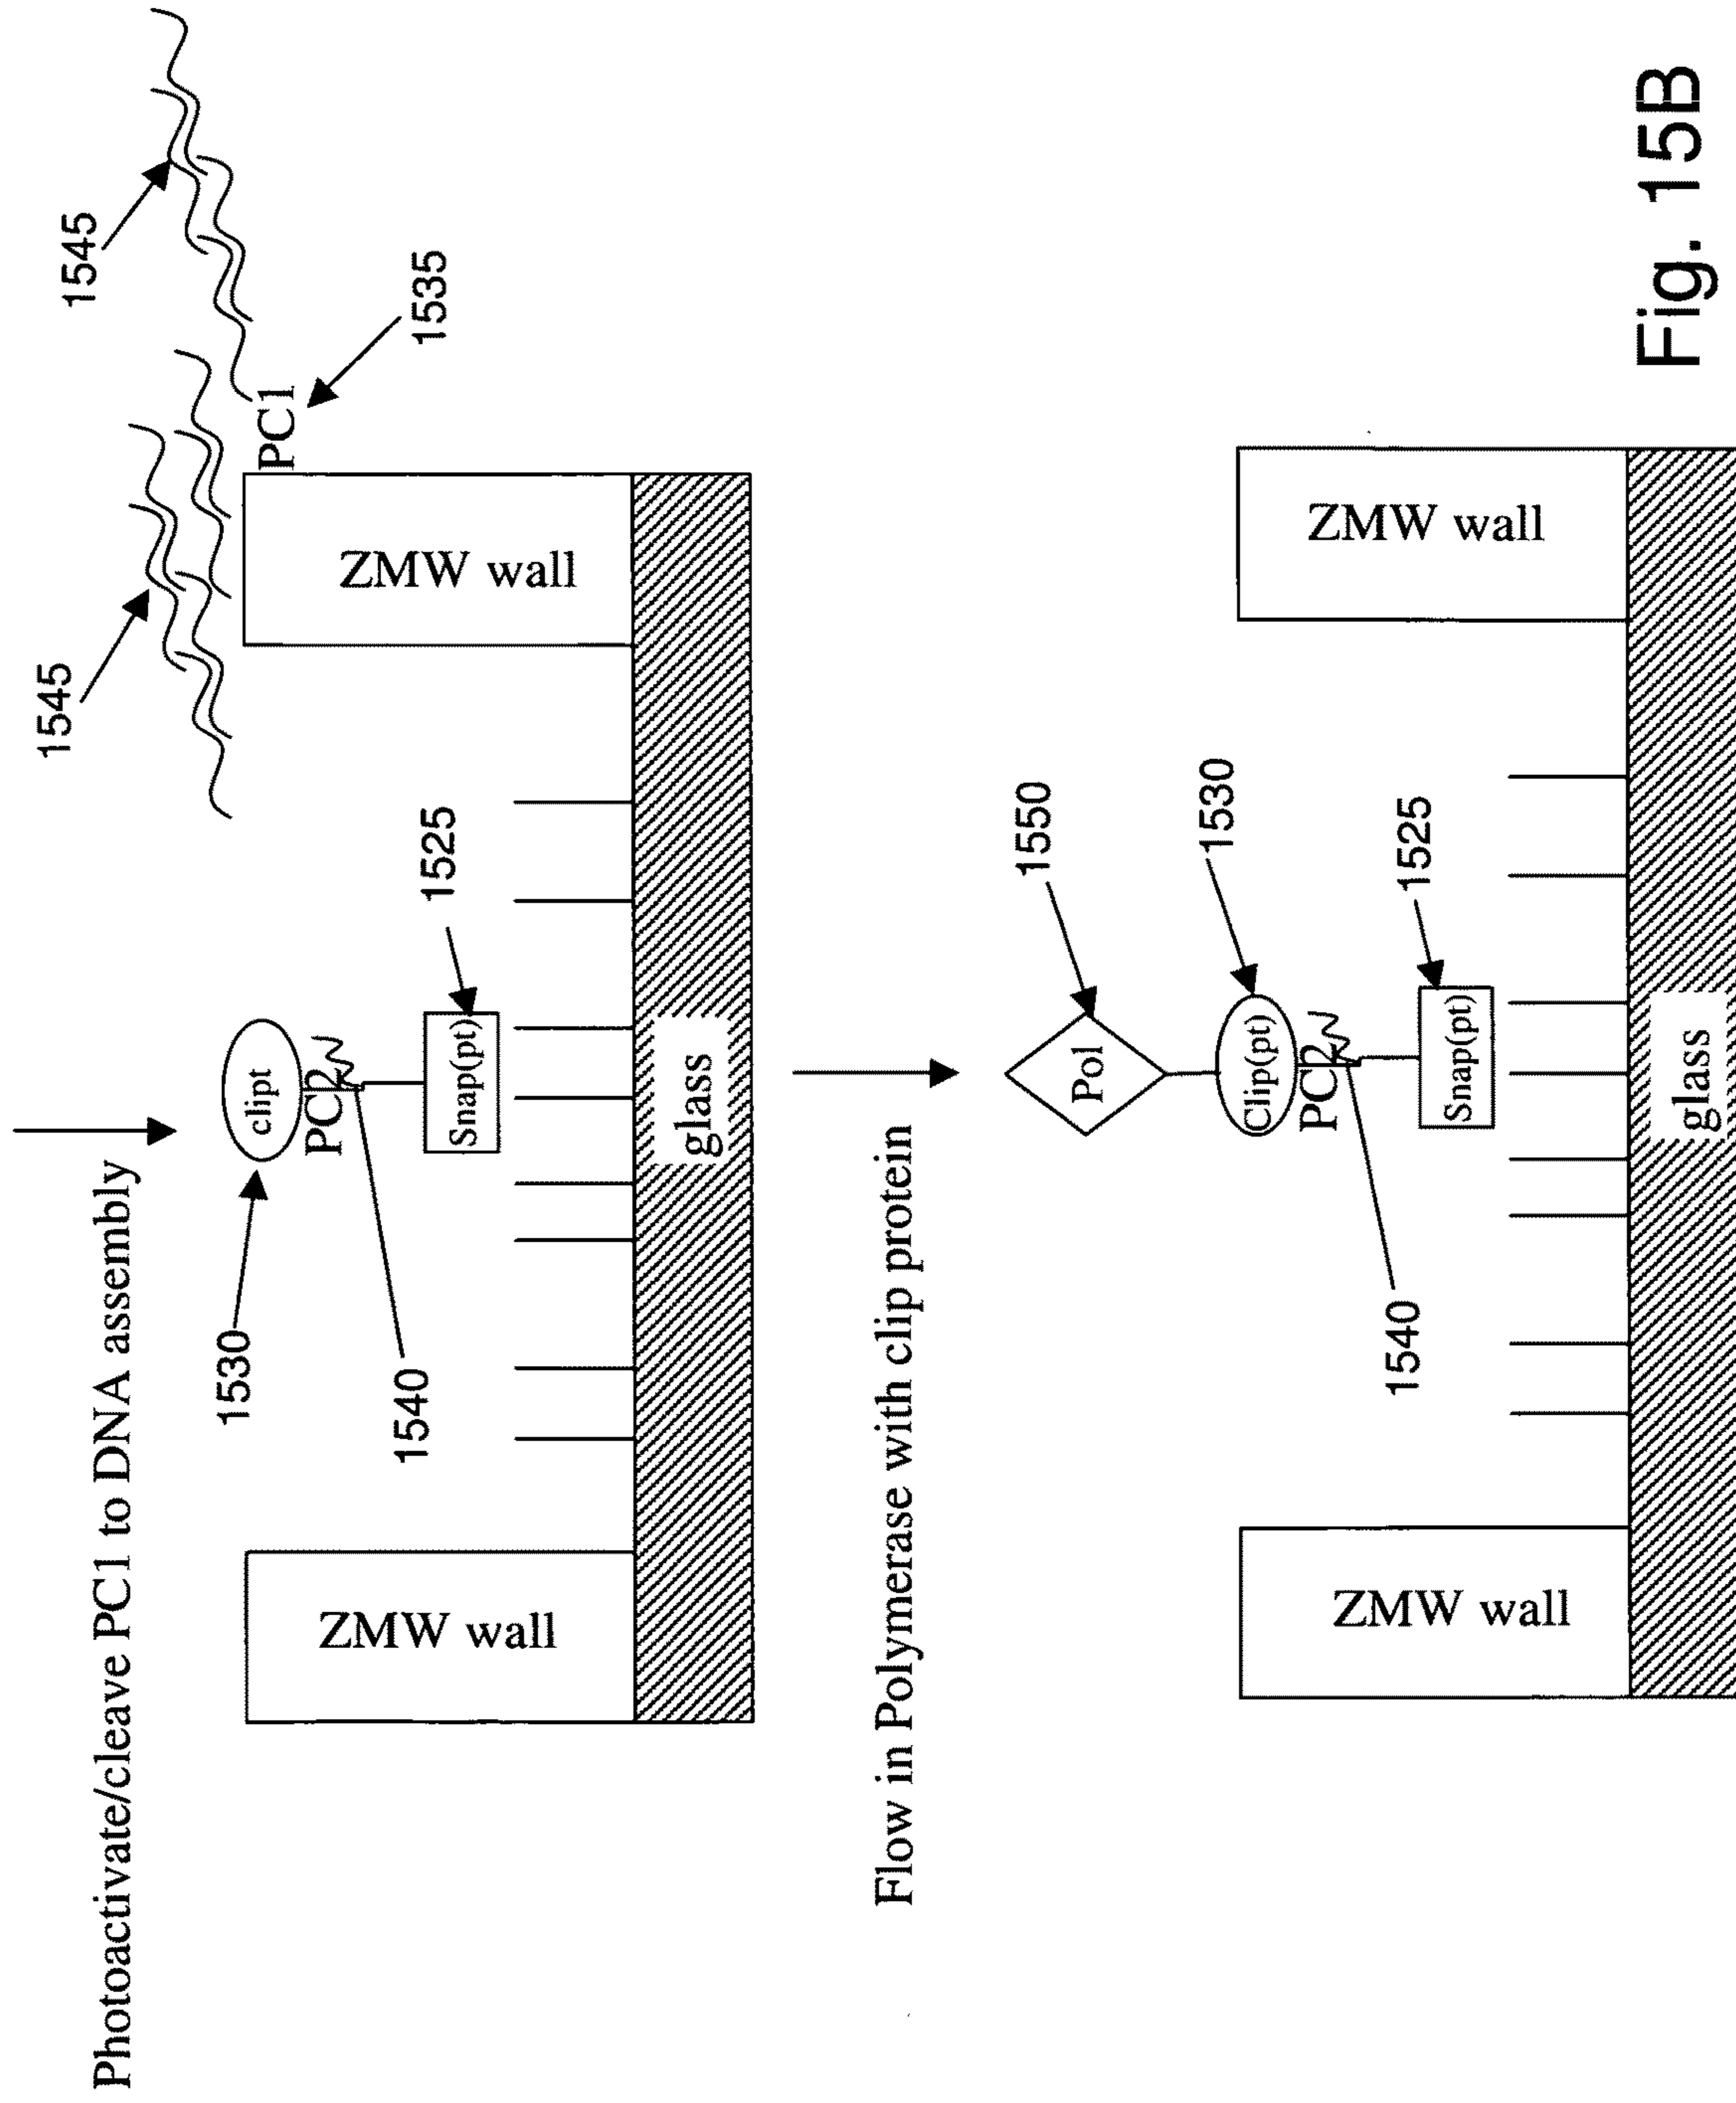 Photoactivate/cleave PC1 to DNA assembly
1545
1545
1535
PC1
1530
clipt
PC2
1540
Snap(pt)
1525
ZMW wall
ZMW wall
glass
Flow in Polymerase with clip protein
1550
Pol
1530
Clip(pt)
PC2
1540
Snap(pt)
1525
ZMW wall
ZMW wall
glass
Fig. 15B